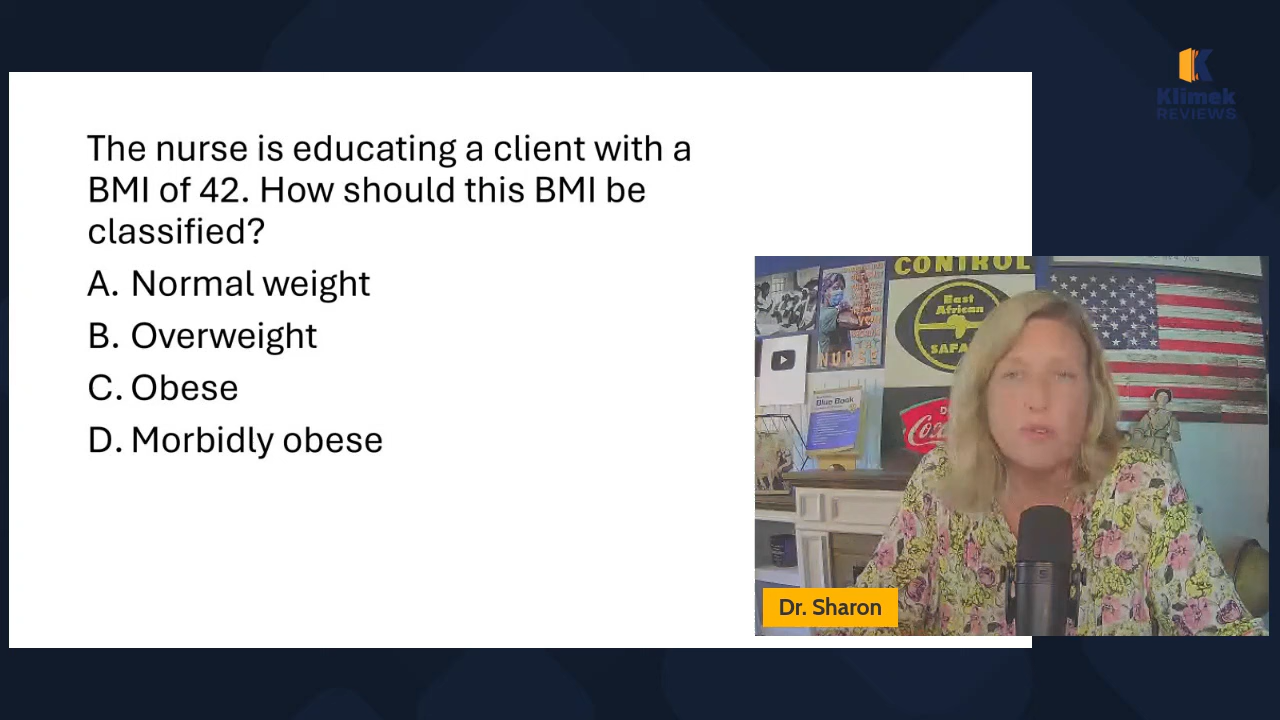 Klimek
REVIEWS
The nurse is educating a client with a
BMI of 42. How should this BMI be
classified?
A. Normal weight
B. Overweight
C. Obese
D. Morbidly obese
CONTROL
East
African
NURSE
Blue Book
Dr. Sharon